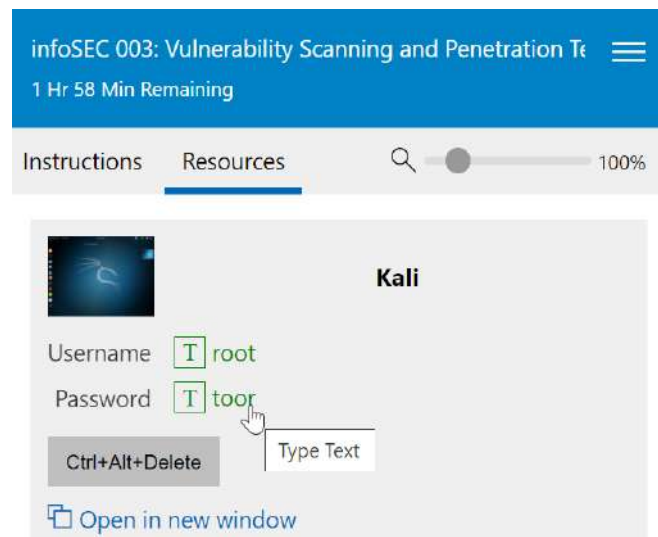 infoSEC 003: Vulnerability Scanning and Penetration Te
1 Hr 58 Min Remaining
Instructions Resources 100%
Kali
Username T root
Password T toor
Type Text
Ctrl+Alt+Delete
Open in new window